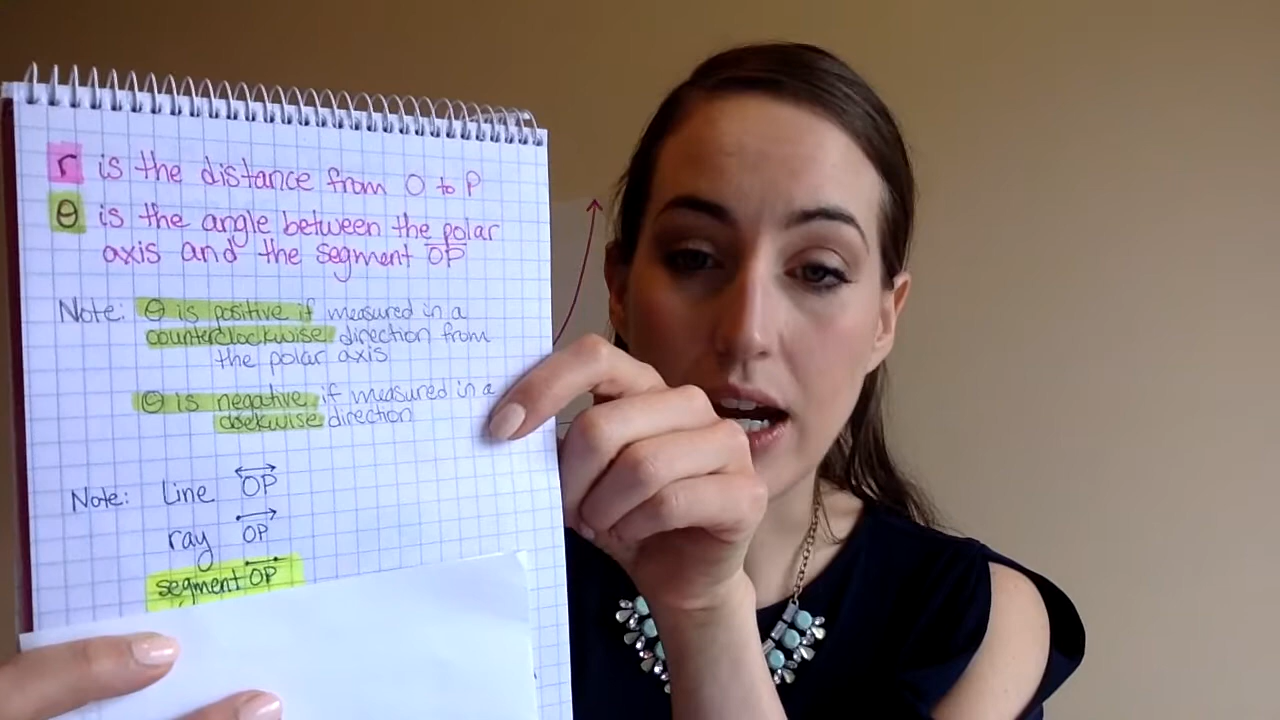 r is the distance from O to P
θ is the angle between the polar
axis and the segment OP
Note: θ is positive if measured in a
counterclockwise direction from
the polar axis
θ is negative if measured in a
clockwise direction
Note: Line OP
ray OP
segment OP